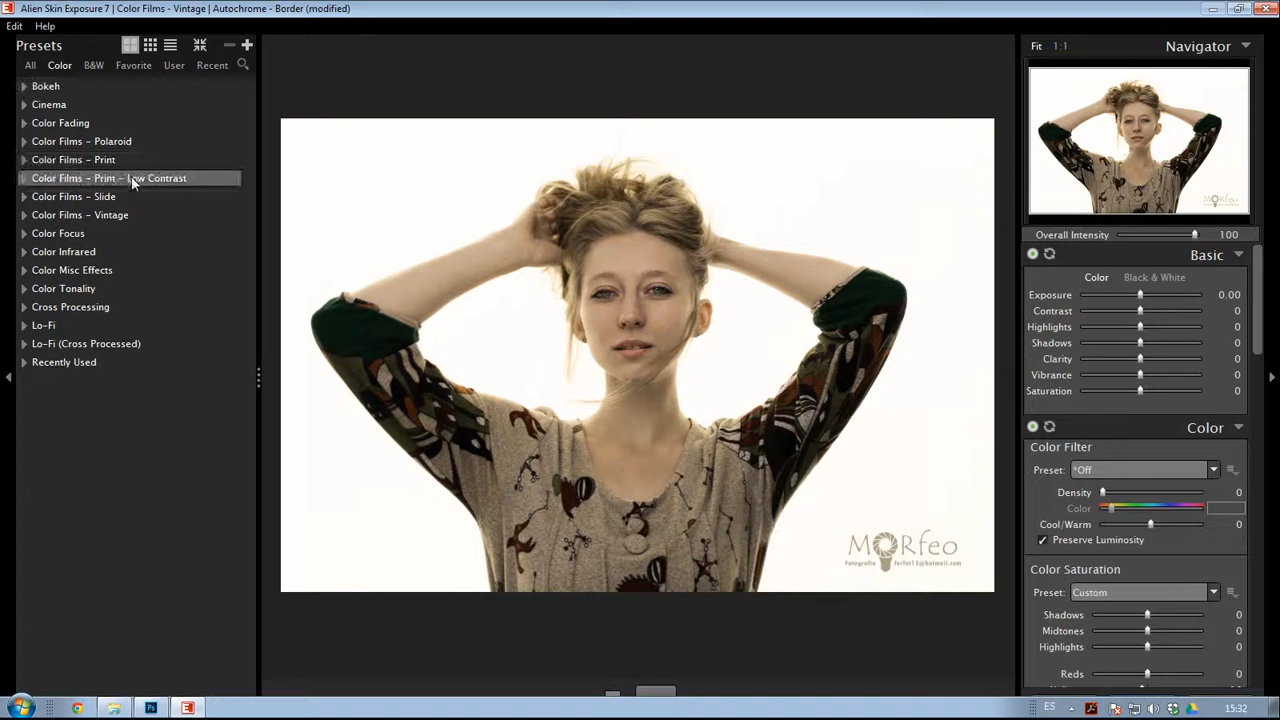 Alien Skin Exposure 7 | Color Films - Vintage | Autochrome - Border (modified)
Edit Help
Presets
All Color B&W Favorite User Recent
Bokeh
Cinema
Color Fading
Color Films - Polaroid
Color Films - Print
Color Films - Print - Low Contrast
Color Films - Slide
Color Films - Vintage
Color Focus
Color Infrared
Color Misc Effects
Color Tonality
Cross Processing
Lo-Fi
Lo-Fi (Cross Processed)
Recently Used
MORfeo
Fotografia forfot12@hotmail.com
Fit 1:1 Navigator
MORfeo
Overall Intensity 100
Basic
Color Black & White
Exposure 0.00
Contrast 0
Highlights 0
Shadows 0
Clarity 0
Vibrance 0
Saturation 0
Color
Color Filter
Preset: *Off
Density 0
Color
Cool/Warm 0
Preserve Luminosity
Color Saturation
Preset: Custom
Shadows 0
Midtones 0
Highlights 0
Reds 0
ES 15:32